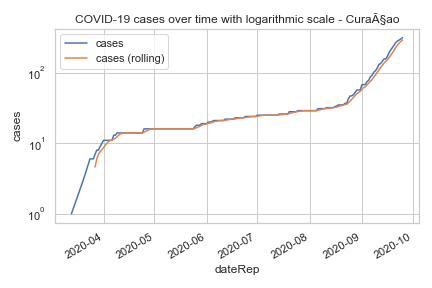 COVID-19 cases over time with logarithmic scale - CuraÃ§ao
cases
cases (rolling)
10²
10¹
10⁰
cases
2020-04
2020-05
2020-06
2020-07
2020-08
2020-09
2020-10
dateRep